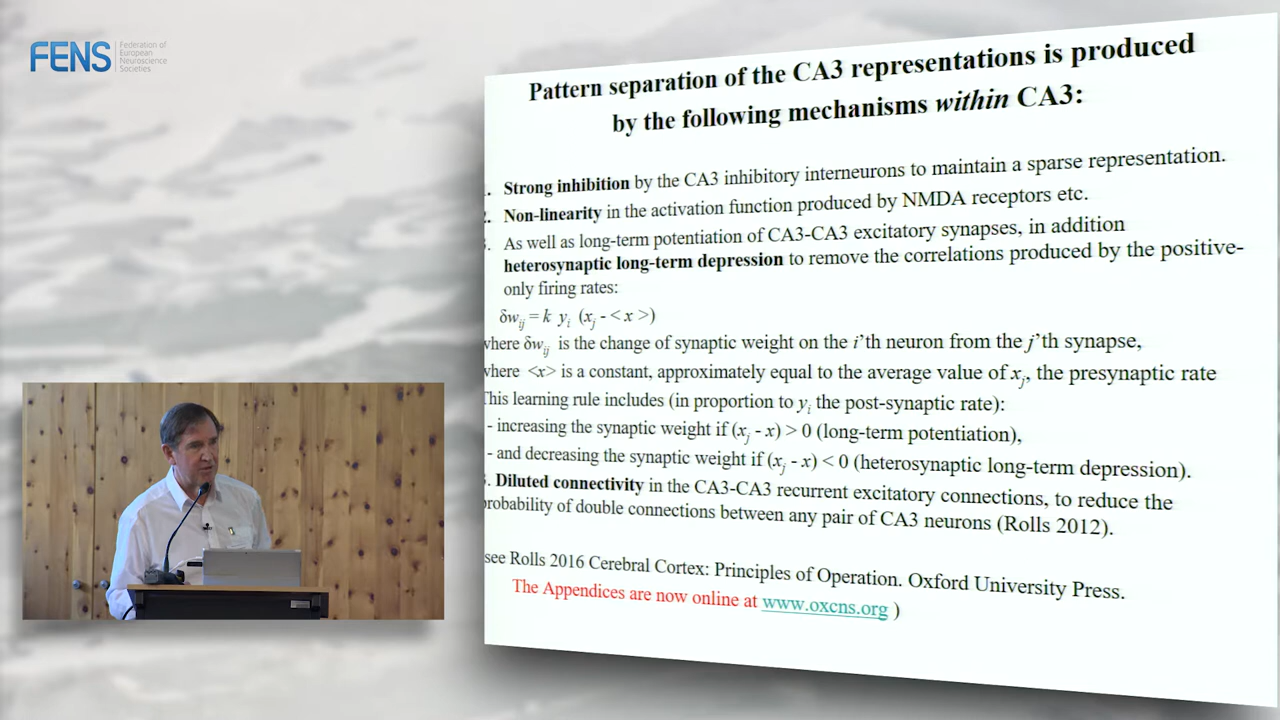 FENS
Federation of
European
Neuroscience
Societies
Pattern separation of the CA3 representations is produced
by the following mechanisms within CA3:
. Strong inhibition by the CA3 inhibitory interneurons to maintain a sparse representation.
2. Non-linearity in the activation function produced by NMDA receptors etc.
. As well as long-term potentiation of CA3-CA3 excitatory synapses, in addition
heterosynaptic long-term depression to remove the correlations produced by the positive-
only firing rates:
δwij = k yi (xj - < x >)
where δwij is the change of synaptic weight on the i'th neuron from the j'th synapse,
where <x> is a constant, approximately equal to the average value of xj, the presynaptic rate
This learning rule includes (in proportion to yi the post-synaptic rate):
- increasing the synaptic weight if (xj - x) > 0 (long-term potentiation),
- and decreasing the synaptic weight if (xj - x) < 0 (heterosynaptic long-term depression).
. Diluted connectivity in the CA3-CA3 recurrent excitatory connections, to reduce the
probability of double connections between any pair of CA3 neurons (Rolls 2012).
see Rolls 2016 Cerebral Cortex: Principles of Operation. Oxford University Press.
The Appendices are now online at www.oxcns.org )